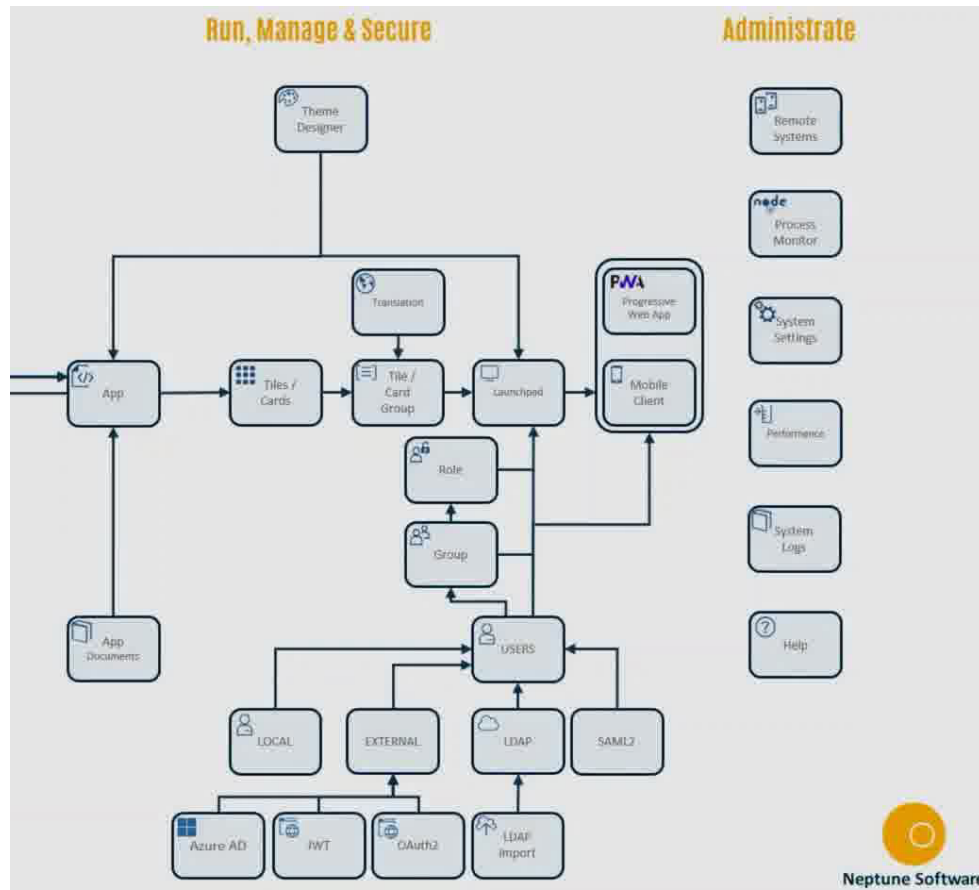 Run, Manage & Secure
Administrate
Theme
Designer
Remote
Systems
node
Process
Monitor
Translation
PWA
Progressive
Web App
System
Settings
App
Tiles /
Cards
Tile /
Card
Group
Launchpad
Mobile
Client
Performance
Role
Group
System
Logs
App
Documents
USERS
Help
LOCAL
EXTERNAL
LDAP
SAML2
Azure AD
JWT
OAuth2
LDAP
Import
Neptune Software